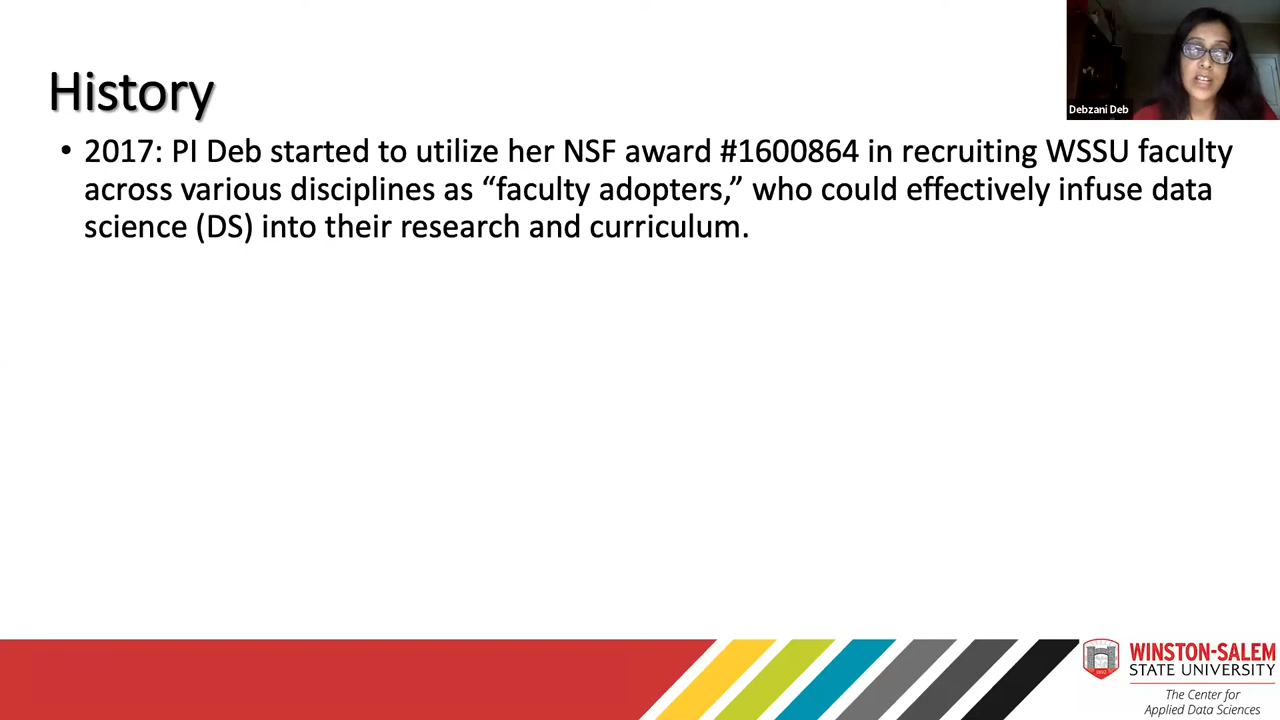 History
Debzani Deb
• 2017: PI Deb started to utilize her NSF award #1600864 in recruiting WSSU faculty
across various disciplines as “faculty adopters,” who could effectively infuse data
science (DS) into their research and curriculum.
WINSTON-SALEM
STATE UNIVERSITY
The Center for
Applied Data Sciences
1892